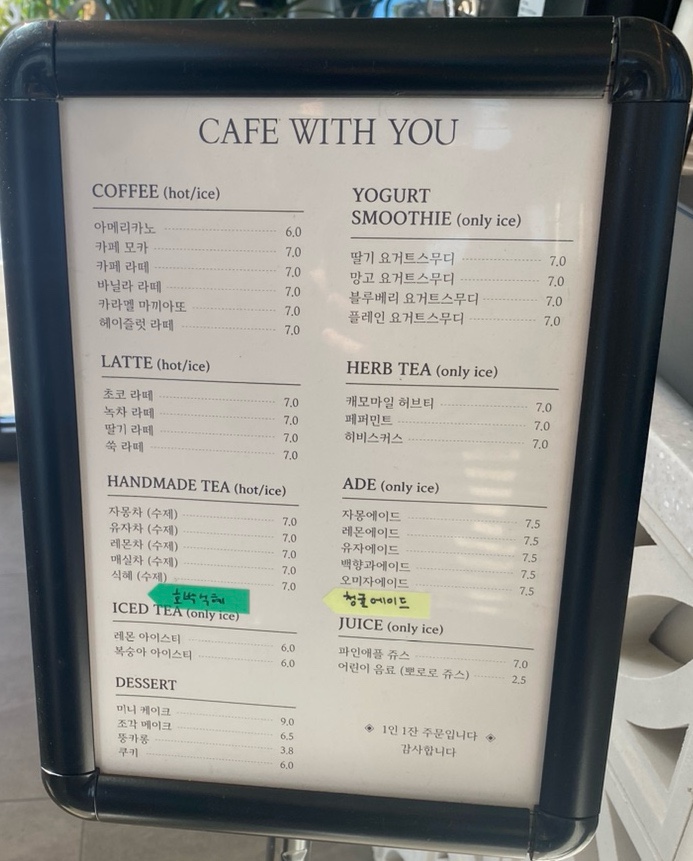 CAFE WITH YOU
COFFEE (hot/ice)
아메리카노 6.0
카페 모카 7.0
카페 라떼 7.0
바닐라 라떼 7.0
카라멜 마끼아또 7.0
헤이즐럿 라떼 7.0
LATTE (hot/ice)
초코 라떼 7.0
녹차 라떼 7.0
딸기 라떼 7.0
쑥 라떼 7.0
HANDMADE TEA (hot/ice)
자몽차 (수제) 7.0
유자차 (수제) 7.0
레몬차 (수제) 7.0
매실차 (수제) 7.0
식혜 (수제) 7.0
호박식혜
ICED TEA (only ice)
레몬 아이스티 6.0
복숭아 아이스티 6.0
DESSERT
미니 케이크 9.0
조각 케이크 6.5
뚱카롱 3.8
쿠키 6.0
YOGURT
SMOOTHIE (only ice)
딸기 요거트스무디 7.0
망고 요거트스무디 7.0
블루베리 요거트스무디 7.0
플레인 요거트스무디 7.0
HERB TEA (only ice)
캐모마일 허브티 7.0
페퍼민트 7.0
히비스커스 7.0
ADE (only ice)
자몽에이드 7.5
레몬에이드 7.5
유자에이드 7.5
백향과에이드 7.5
오미자에이드 7.5
청귤에이드
JUICE (only ice)
파인애플 쥬스 7.0
어린이 음료 (뽀로로 쥬스) 2.5
◈ 1인 1잔 주문입니다 ◈
감사합니다